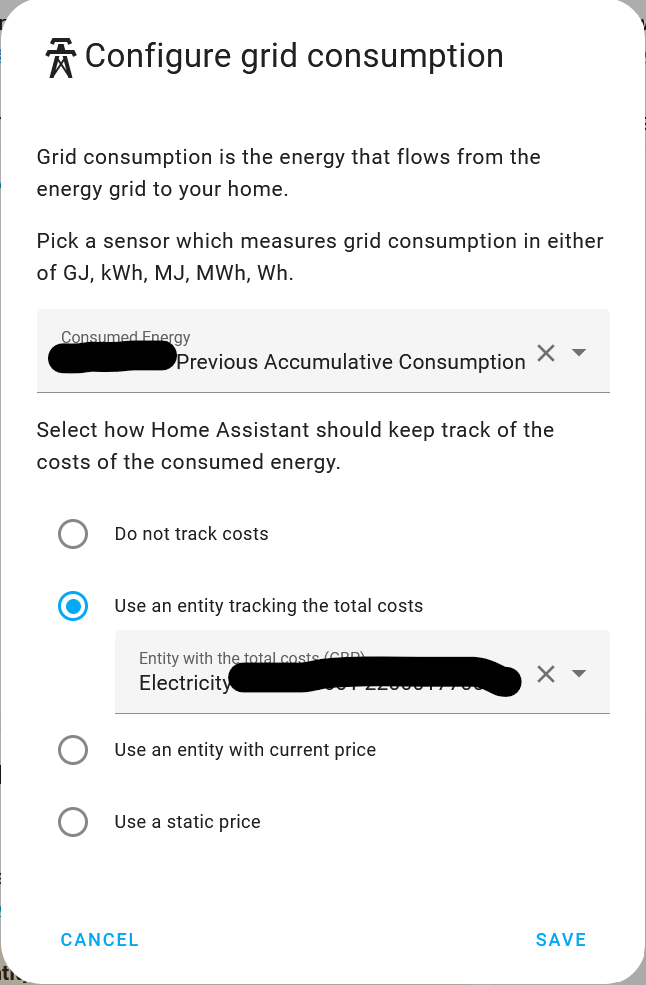 Configure grid consumption
Grid consumption is the energy that flows from the
energy grid to your home.
Pick a sensor which measures grid consumption in either
of GJ, kWh, MJ, MWh, Wh.
Consumed Energy
Previous Accumulative Consumption
Select how Home Assistant should keep track of the
costs of the consumed energy.
Do not track costs
Use an entity tracking the total costs
Entity with the total costs (GBP)
Electricity
Use an entity with current price
Use a static price
CANCEL
SAVE